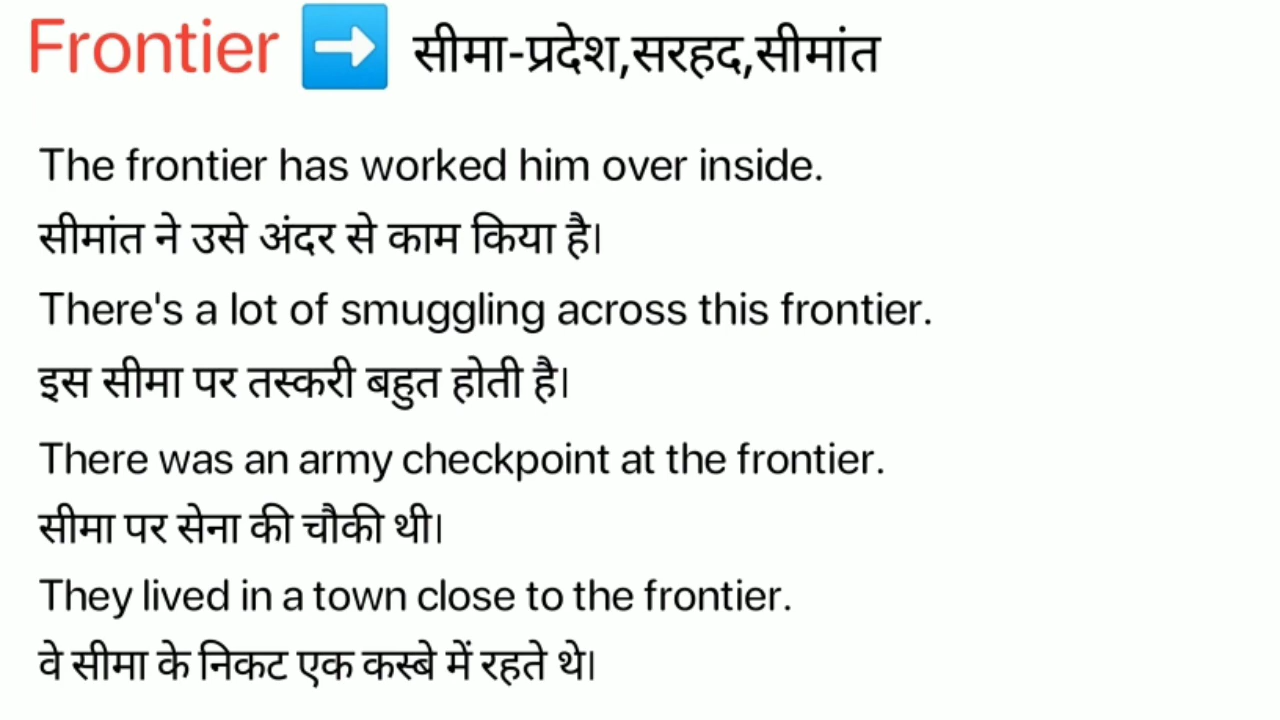 Frontier ➡ सीमा-प्रदेश,सरहद,सीमांत
The frontier has worked him over inside.
सीमांत ने उसे अंदर से काम किया है।
There's a lot of smuggling across this frontier.
इस सीमा पर तस्करी बहुत होती है।
There was an army checkpoint at the frontier.
सीमा पर सेना की चौकी थी।
They lived in a town close to the frontier.
वे सीमा के निकट एक कस्बे में रहते थे।